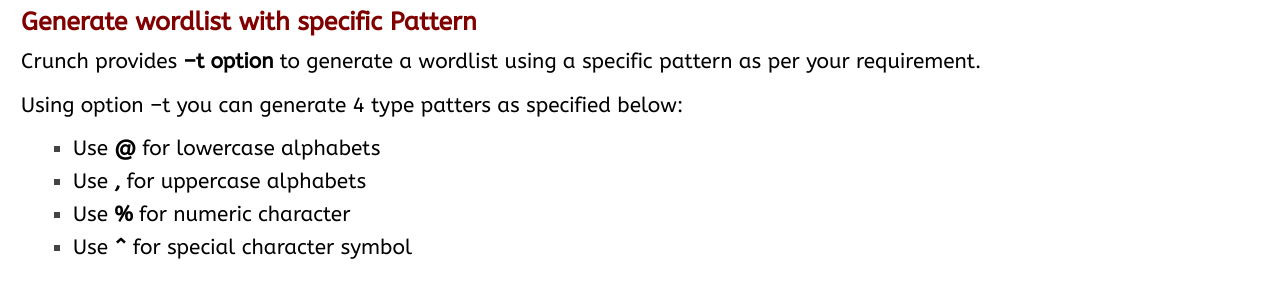 Generate wordlist with specific Pattern
Crunch provides –t option to generate a wordlist using a specific pattern as per your requirement.
Using option –t you can generate 4 type patters as specified below:
▪ Use @ for lowercase alphabets
▪ Use , for uppercase alphabets
▪ Use % for numeric character
▪ Use ^ for special character symbol